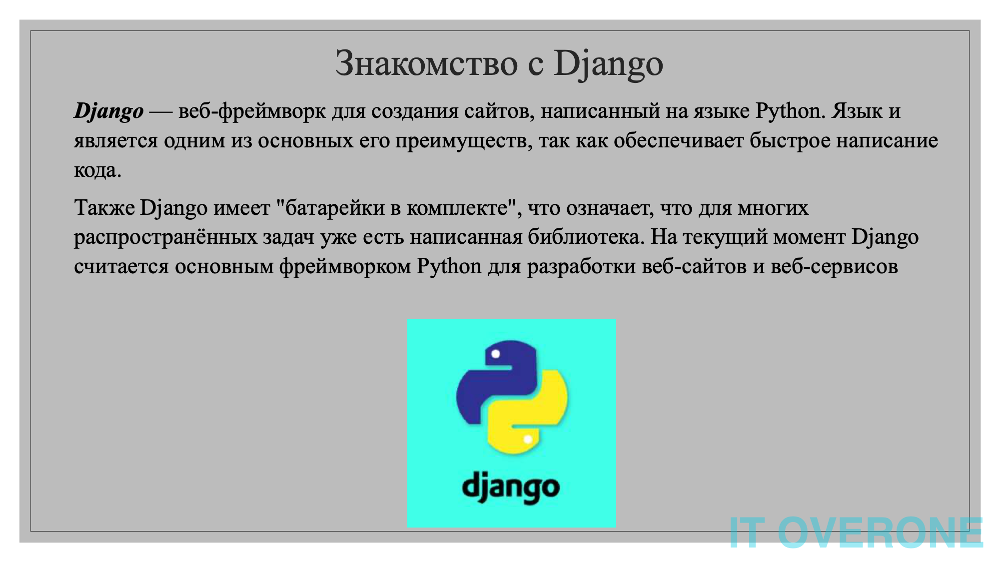 Знакомство с Django
Django — веб-фреймворк для создания сайтов, написанный на языке Python. Язык и
является одним из основных его преимуществ, так как обеспечивает быстрое написание
кода.
Также Django имеет "батарейки в комплекте", что означает, что для многих
распространённых задач уже есть написанная библиотека. На текущий момент Django
считается основным фреймворком Python для разработки веб-сайтов и веб-сервисов
django
IT OVERONE